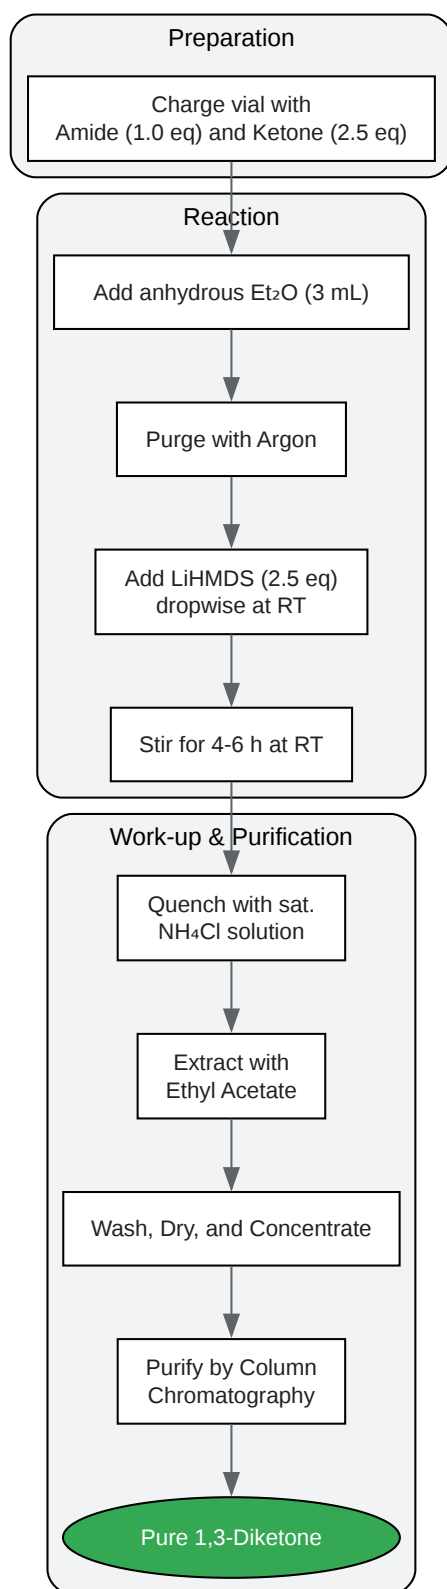 Preparation
Charge vial with
Amide (1.0 eq) and Ketone (2.5 eq)
Reaction
Add anhydrous Et₂O (3 mL)
Purge with Argon
Add LiHMDS (2.5 eq)
dropwise at RT
Stir for 4-6 h at RT
Work-up & Purification
Quench with sat.
NH₄Cl solution
Extract with
Ethyl Acetate
Wash, Dry, and Concentrate
Purify by Column
Chromatography
Pure 1,3-Diketone